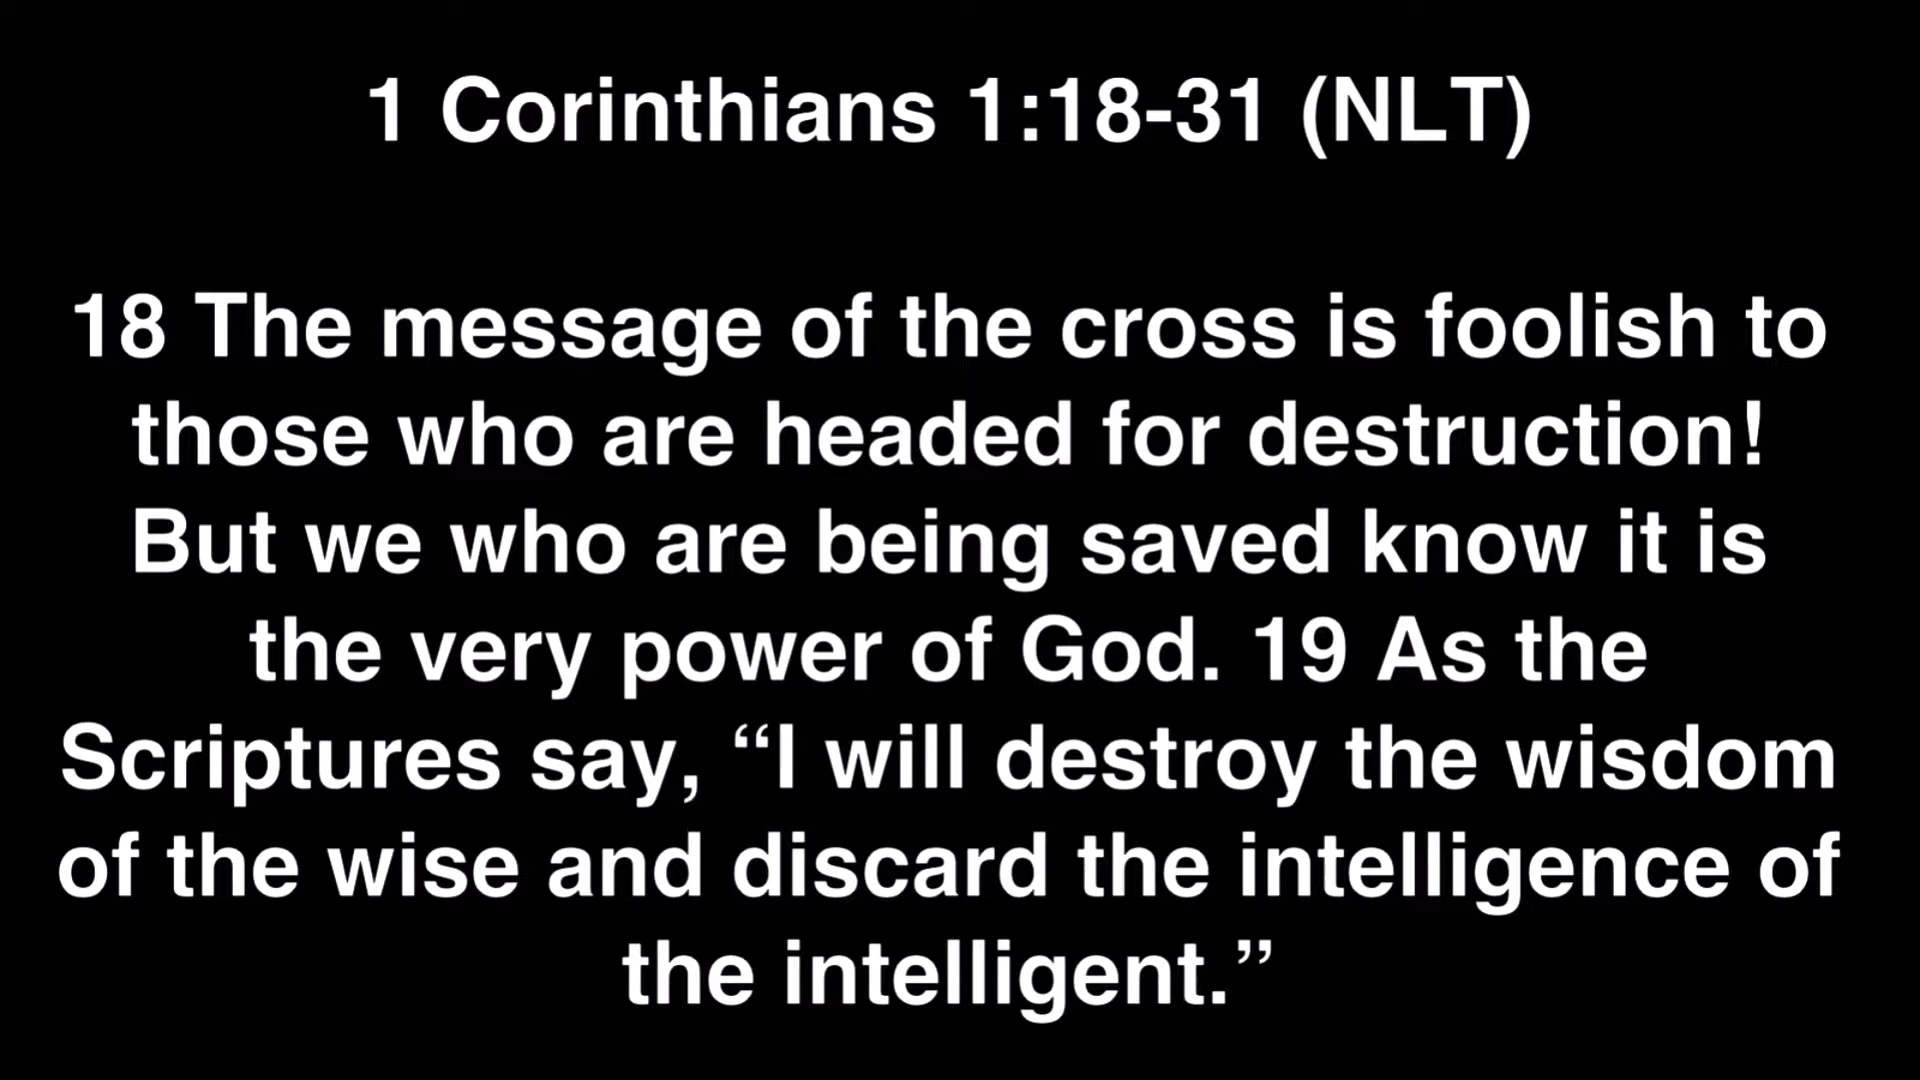 1 Corinthians 1:18-31 (NLT)
18 The message of the cross is foolish to
those who are headed for destruction!
But we who are being saved know it is
the very power of God. 19 As the
Scriptures say, “I will destroy the wisdom
of the wise and discard the intelligence of
the intelligent.”